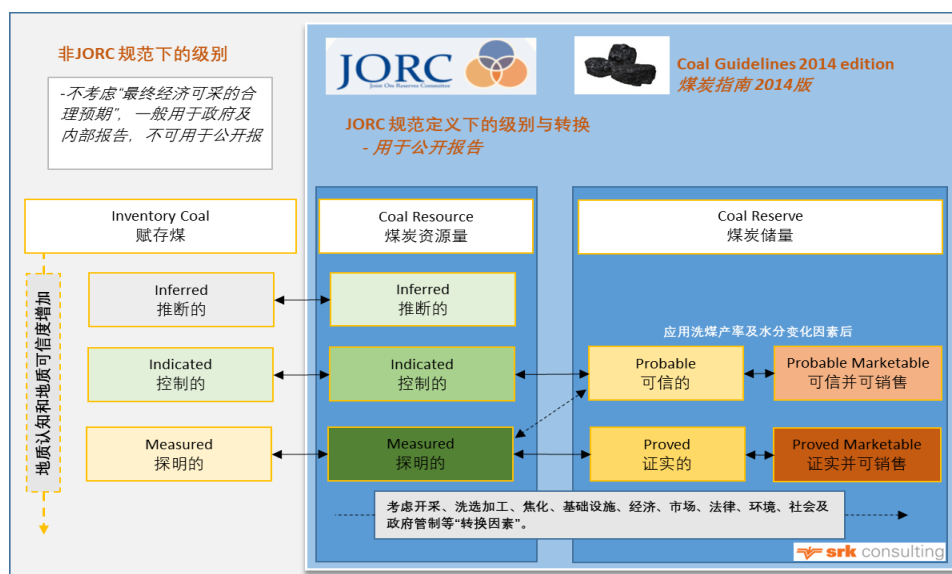 非JORC 规范下的级别
-不考虑“最终经济可采的合
理预期”，一般用于政府及
内部报告，不可用于公开报
JORC
Joint Ore Reserves Committee
Coal Guidelines 2014 edition
煤炭指南 2014版
JORC 规范定义下的级别与转换
- 用于公开报告
Inventory Coal
赋存煤
Coal Resource
煤炭资源量
Coal Reserve
煤炭储量
地质认知和地质可信度增加
Inferred
推断的
Inferred
推断的
应用洗煤产率及水分变化因素后
Indicated
控制的
Indicated
控制的
Probable
可信的
Probable Marketable
可信并可销售
Measured
探明的
Measured
探明的
Proved
证实的
Proved Marketable
证实并可销售
考虑开采、洗选加工、焦化、基础设施、经济、市场、法律、环境、社会及
政府管制等“转换因素”。
srk consulting